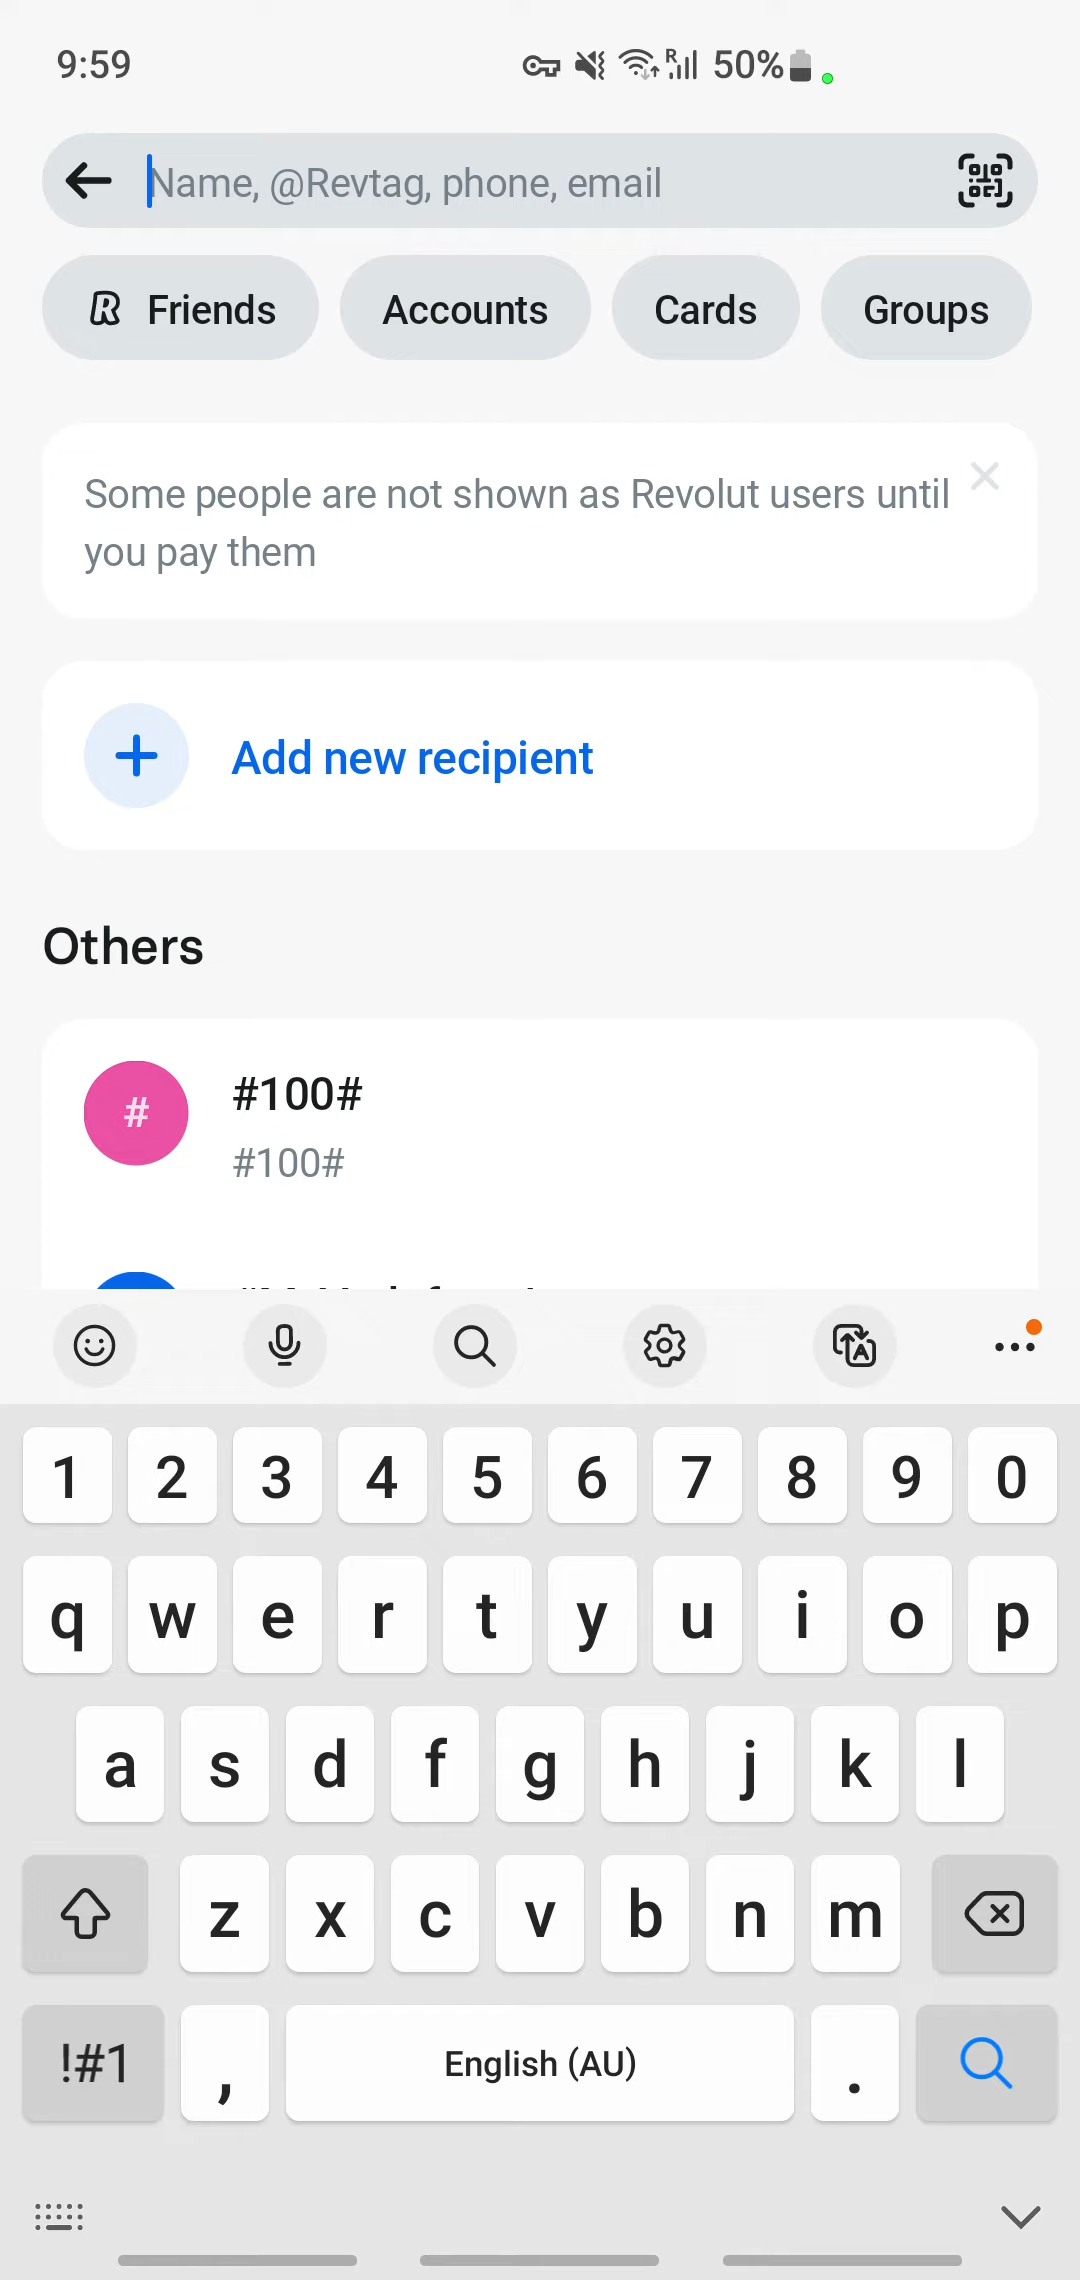 9:59
R
50%
Name, @Revtag, phone, email
R Friends
Accounts
Cards
Groups
Some people are not shown as Revolut users until
you pay them
Add new recipient
Others
#
#100#
#100#
1 2 3 4 5 6 7 8 9 0
q w e r t y u i o p
a s d f g h j k l
z x c v b n m
!#1 , English (AU) .